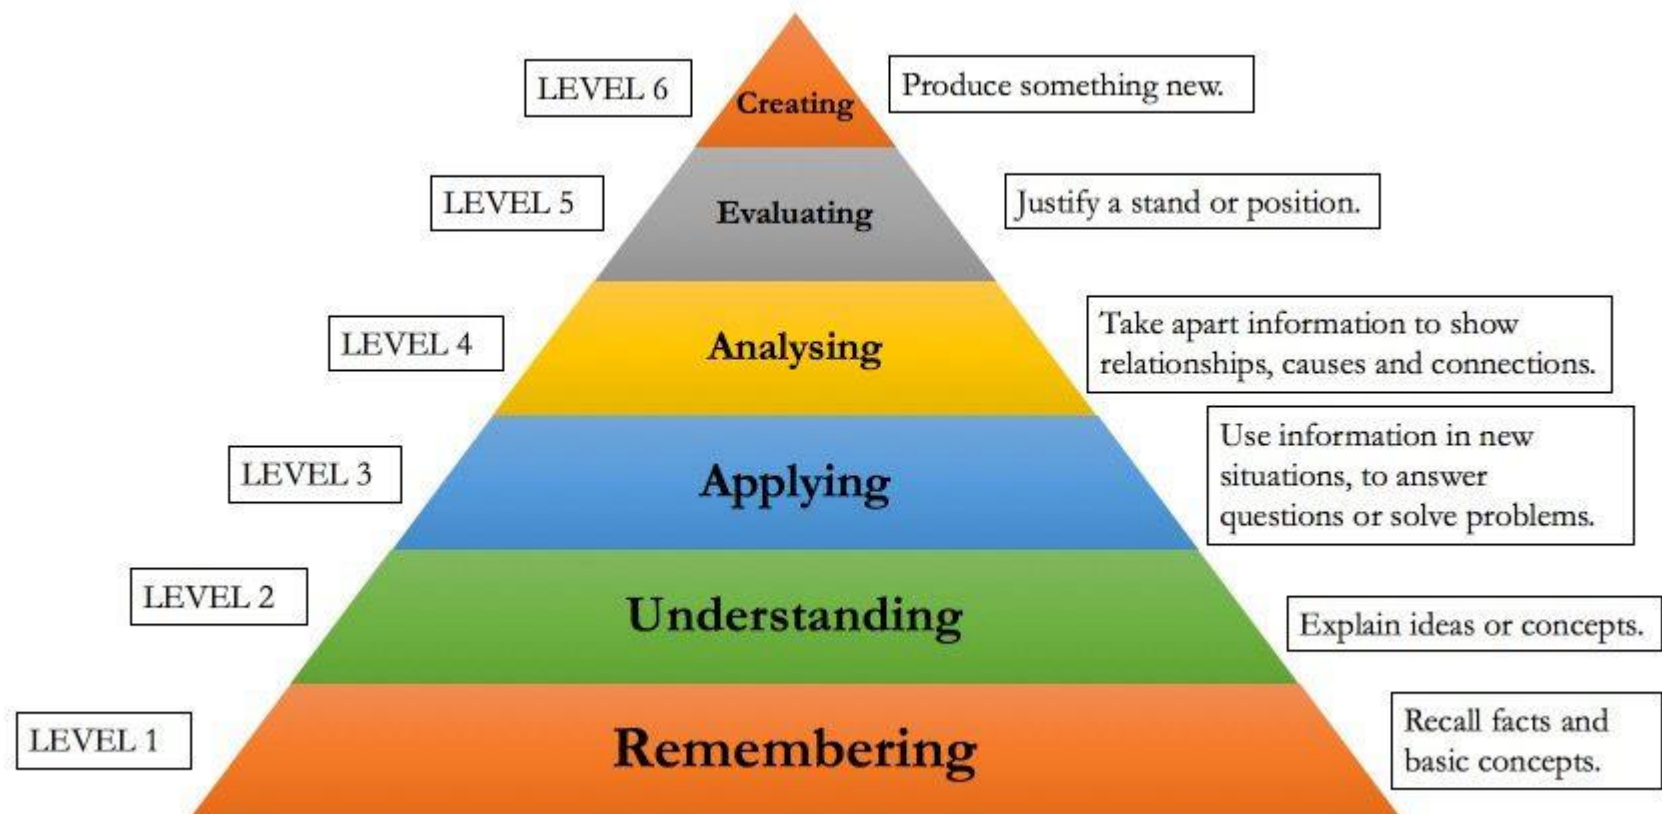 LEVEL 6
Creating
Produce something new.
LEVEL 5
Evaluating
Justify a stand or position.
LEVEL 4
Analysing
Take apart information to show
relationships, causes and connections.
LEVEL 3
Applying
Use information in new
situations, to answer
questions or solve problems.
LEVEL 2
Understanding
Explain ideas or concepts.
LEVEL 1
Remembering
Recall facts and
basic concepts.